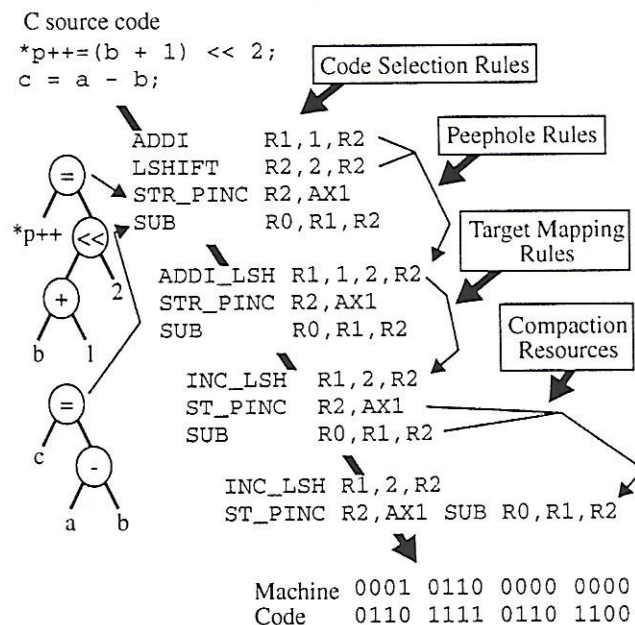 C source code
*p++=(b + 1) << 2;
c = a - b;
Code Selection Rules
ADDI R1,1,R2
LSHIFT R2,2,R2
STR_PINC R2,AX1
SUB R0,R1,R2
Peephole Rules
=
*p++ <<
+ 2
b 1
=
c -
a b
Target Mapping
Rules
ADDI_LSH R1,1,2,R2
STR_PINC R2,AX1
SUB R0,R1,R2
Compaction
Resources
INC_LSH R1,2,R2
ST_PINC R2,AX1
SUB R0,R1,R2
INC_LSH R1,2,R2
ST_PINC R2,AX1 SUB R0,R1,R2
Machine 0001 0110 0000 0000
Code 0110 1111 0110 1100